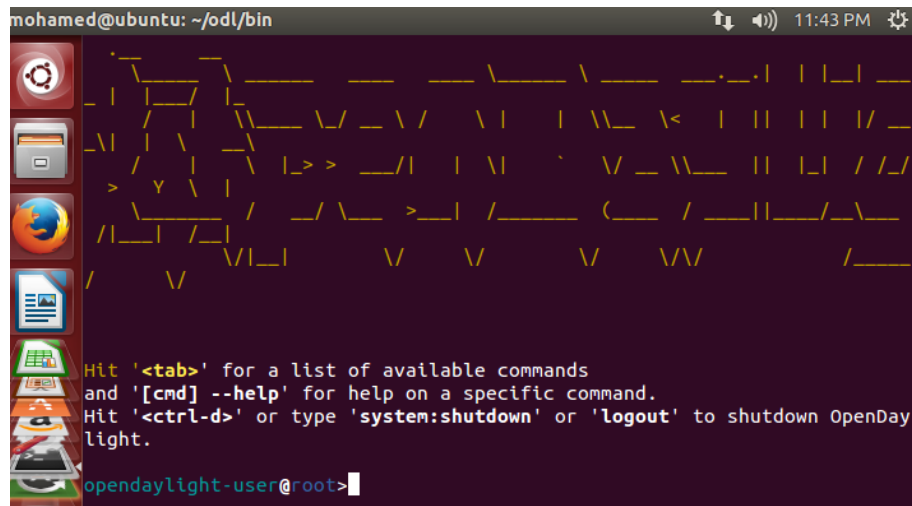 mohamed@ubuntu: ~/odl/bin
11:43 PM
Hit '<tab>' for a list of available commands
and '[cmd] --help' for help on a specific command.
Hit '<ctrl-d>' or type 'system:shutdown' or 'logout' to shutdown OpenDay
light.
opendaylight-user@root>